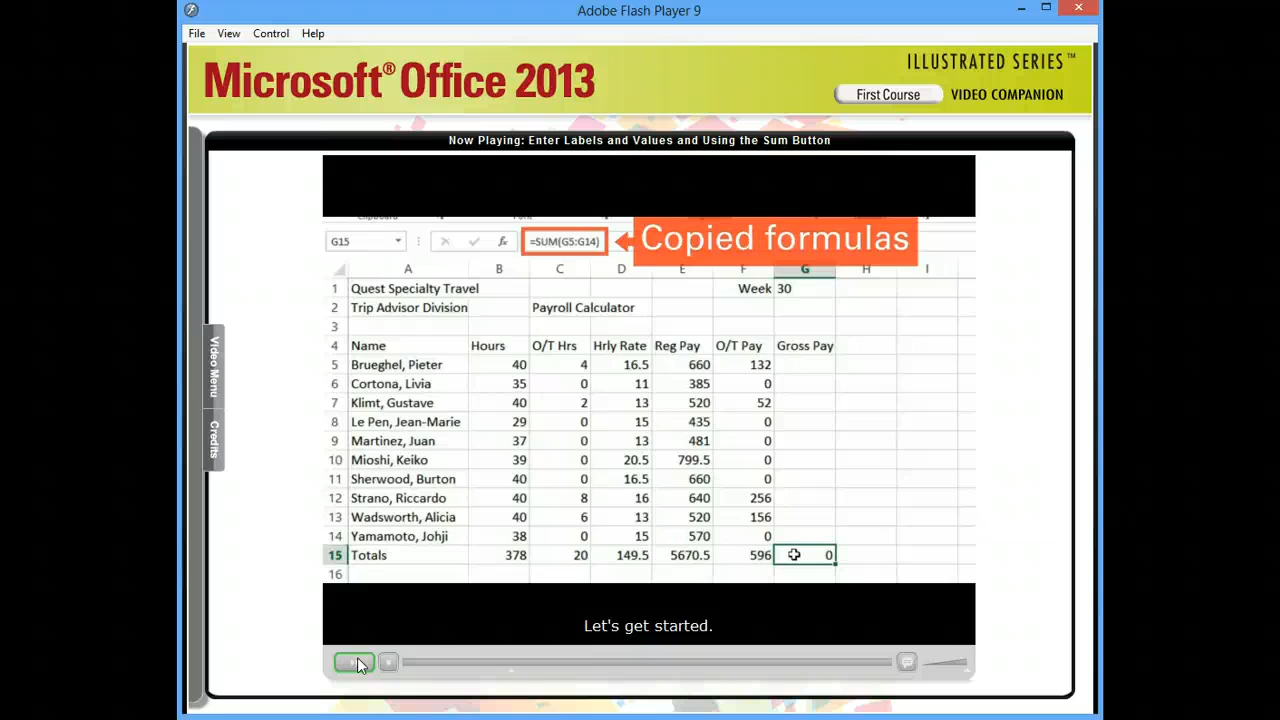 Adobe Flash Player 9
File View Control Help
Microsoft® Office 2013
ILLUSTRATED SERIES™
First Course VIDEO COMPANION
Now Playing: Enter Labels and Values and Using the Sum Button
G15 fx =SUM(G5:G14) Copied formulas
A B C D E F G H I
1 Quest Specialty Travel Week 30
2 Trip Advisor Division Payroll Calculator
3
4 Name Hours O/T Hrs Hrly Rate Reg Pay O/T Pay Gross Pay
5 Brueghel, Pieter 40 4 16.5 660 132
6 Cortona, Livia 35 0 11 385 0
7 Klimt, Gustave 40 2 13 520 52
8 Le Pen, Jean-Marie 29 0 15 435 0
9 Martinez, Juan 37 0 13 481 0
10 Mioshi, Keiko 39 0 20.5 799.5 0
11 Sherwood, Burton 40 0 16.5 660 0
12 Strano, Riccardo 40 8 16 640 256
13 Wadsworth, Alicia 40 6 13 520 156
14 Yamamoto, Johji 38 0 15 570 0
15 Totals 378 20 149.5 5670.5 596 0
16
Let's get started.
Video Menu
Credits